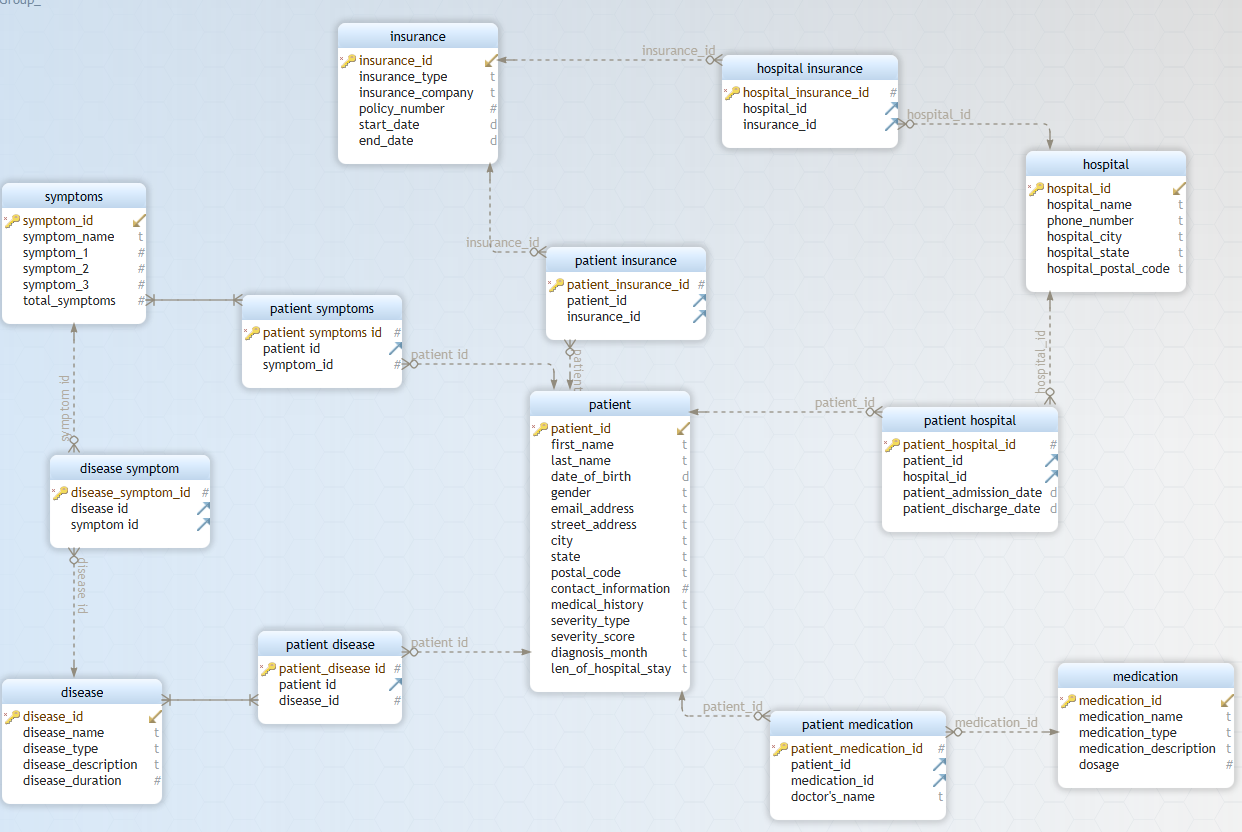 Group_
insurance
insurance_id
insurance_type t
insurance_company t
policy_number #
start_date d
end_date d
insurance_id
hospital insurance
hospital_insurance_id #
hospital_id
insurance_id
hospital_id
hospital
hospital_id
hospital_name t
phone_number t
hospital_city t
hospital_state t
hospital_postal_code t
symptoms
symptom_id
symptom_name t
symptom_1 #
symptom_2 #
symptom_3 #
total_symptoms #
insurance_id
patient insurance
patient_insurance_id #
patient_id
insurance_id
patient
patient symptoms
patient symptoms id #
patient id
symptom_id #
patient id
symptom id
hospital_id
patient
patient_id
first_name t
last_name t
date_of_birth d
gender t
email_address t
street_address t
city t
state t
postal_code t
contact_information #
medical_history t
severity_type t
severity_score t
diagnosis_month t
len_of_hospital_stay t
patient_id
patient hospital
patient_hospital_id #
patient_id
hospital_id
patient_admission_date d
patient_discharge_date d
disease symptom
disease_symptom_id #
disease id
symptom id
disease id
patient disease
patient_disease id #
patient id
disease_id #
patient id
disease
disease_id
disease_name t
disease_type t
disease_description t
disease_duration #
patient_id
patient medication
patient_medication_id #
patient_id
medication_id
doctor's_name t
medication_id
medication
medication_id
medication_name t
medication_type t
medication_description t
dosage #